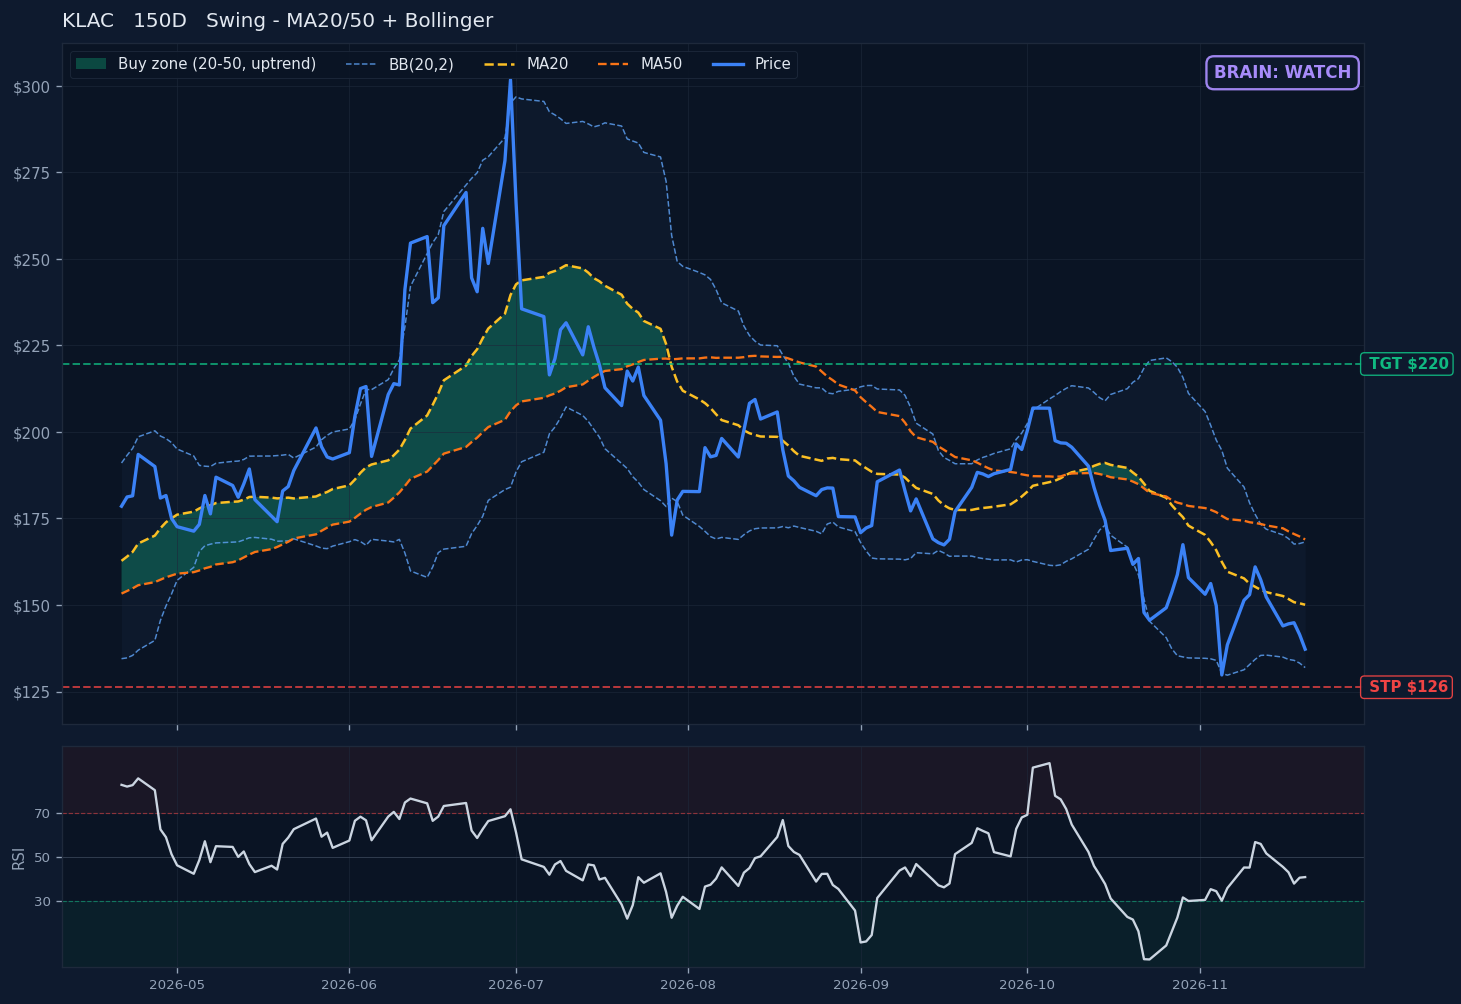 KLAC   150D   Swing - MA20/50 + Bollinger
Buy zone (20-50, uptrend)
BB(20,2)
MA20
MA50
Price
BRAIN: WATCH
$300
$275
$250
$225
$200
$175
$150
$125
TGT $220
STP $126
RSI
70
50
30
2026-05
2026-06
2026-07
2026-08
2026-09
2026-10
2026-11